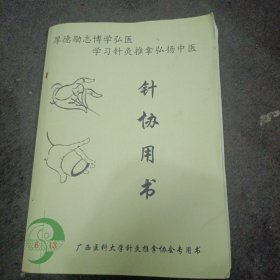 厚德励志博学弘医
学习针灸推拿弘扬中医
针协用书
广西医科大学针灸推拿协会专用书